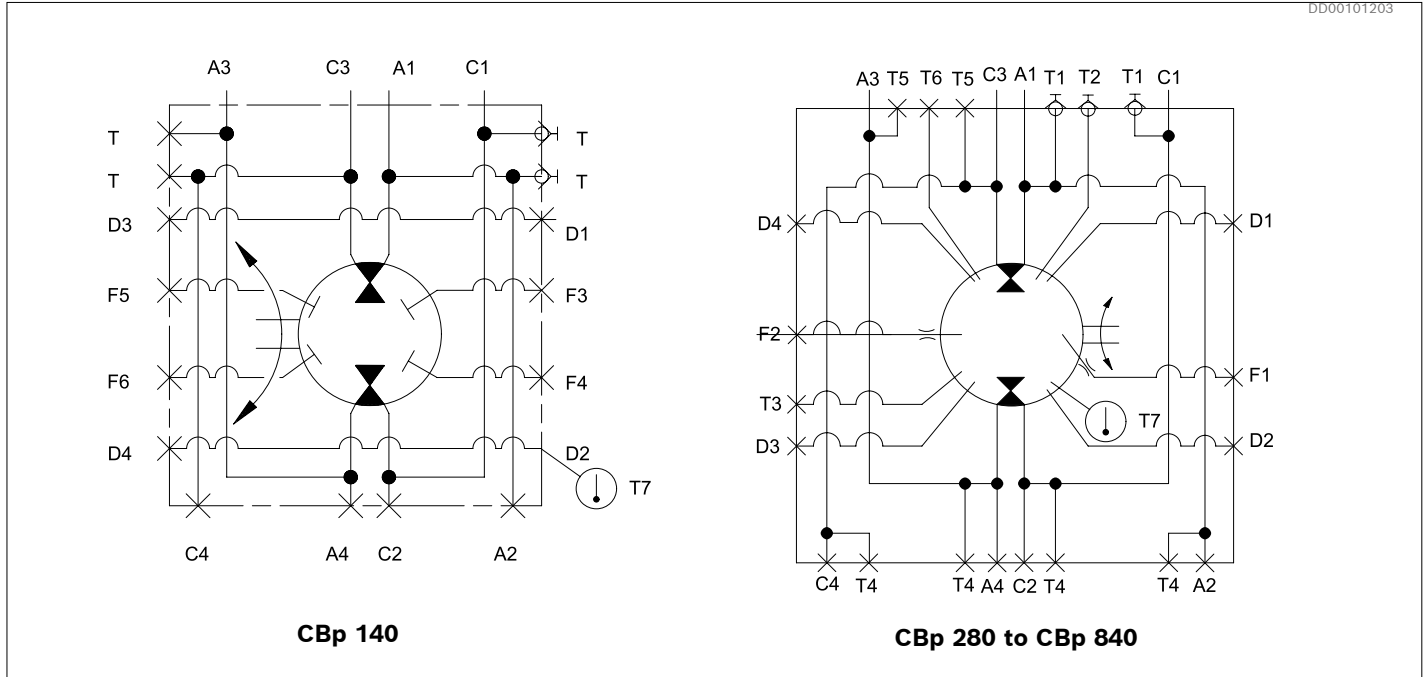 DD00101203
A3 C3 A1 C1
T T
T T
D3 D1
F5 F3
F6 F4
D4 D2
T7
C4 A4 C2 A2
CBp 140
A3 T5 T6 T5 C3 A1 T1 T2 T1 C1
D4 D1
F2
F1
T3 T7
D3 D2
C4 T4 T4 A4 C2 T4 T4 A2
CBp 280 to CBp 840